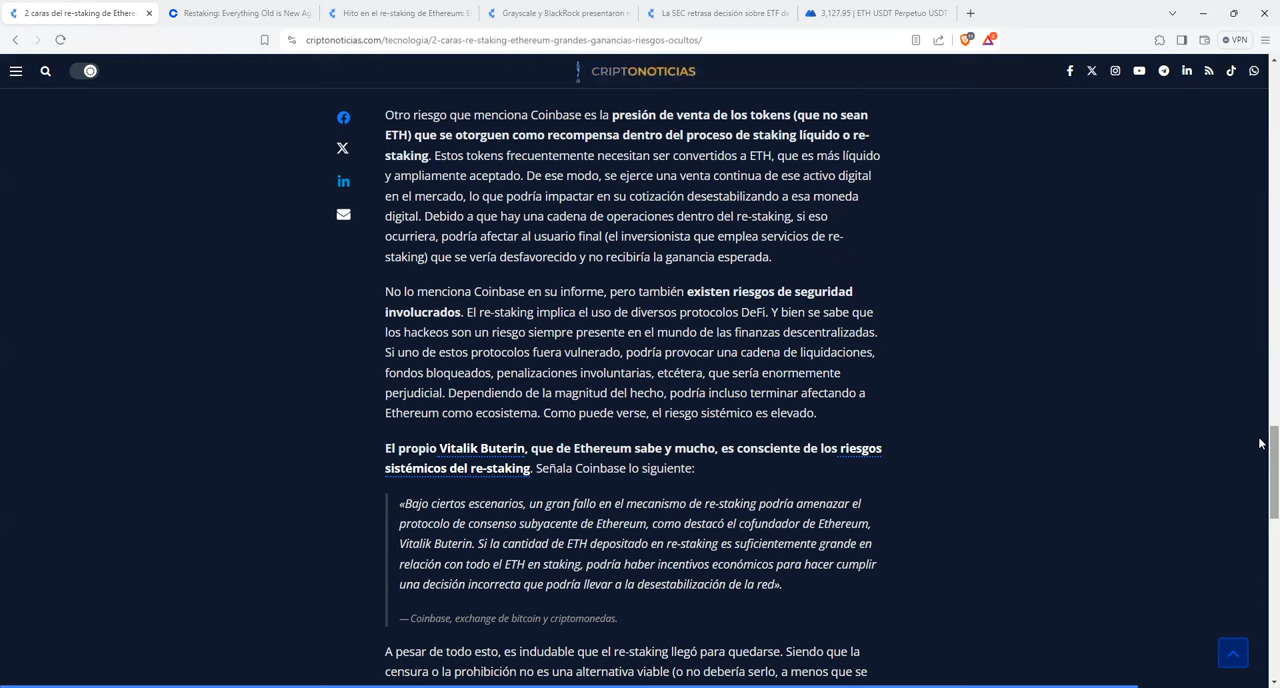 2 caras del re-staking de Ethere
Restaking: Everything Old is New Ag
Hito en el re-staking de Ethereum: E
Grayscale y BlackRock presentaron n
La SEC retrasa decisión sobre ETF de
3,127.95 | ETH USDT Perpetuo USDT
criptonoticias.com/tecnologia/2-caras-re-staking-ethereum-grandes-ganancias-riesgos-ocultos/
VPN
CRIPTONOTICIAS
Otro riesgo que menciona Coinbase es la presión de venta de los tokens (que no sean
ETH) que se otorguen como recompensa dentro del proceso de staking líquido o re-
staking. Estos tokens frecuentemente necesitan ser convertidos a ETH, que es más líquido
y ampliamente aceptado. De ese modo, se ejerce una venta continua de ese activo digital
en el mercado, lo que podría impactar en su cotización desestabilizando a esa moneda
digital. Debido a que hay una cadena de operaciones dentro del re-staking, si eso
ocurriera, podría afectar al usuario final (el inversionista que emplea servicios de re-
staking) que se vería desfavorecido y no recibiría la ganancia esperada.
No lo menciona Coinbase en su informe, pero también existen riesgos de seguridad
involucrados. El re-staking implica el uso de diversos protocolos DeFi. Y bien se sabe que
los hackeos son un riesgo siempre presente en el mundo de las finanzas descentralizadas.
Si uno de estos protocolos fuera vulnerado, podría provocar una cadena de liquidaciones,
fondos bloqueados, penalizaciones involuntarias, etcétera, que sería enormemente
perjudicial. Dependiendo de la magnitud del hecho, podría incluso terminar afectando a
Ethereum como ecosistema. Como puede verse, el riesgo sistémico es elevado.
El propio Vitalik Buterin, que de Ethereum sabe y mucho, es consciente de los riesgos
sistémicos del re-staking. Señala Coinbase lo siguiente:
«Bajo ciertos escenarios, un gran fallo en el mecanismo de re-staking podría amenazar el
protocolo de consenso subyacente de Ethereum, como destacó el cofundador de Ethereum,
Vitalik Buterin. Si la cantidad de ETH depositado en re-staking es suficientemente grande en
relación con todo el ETH en staking, podría haber incentivos económicos para hacer cumplir
una decisión incorrecta que podría llevar a la desestabilización de la red».
— Coinbase, exchange de bitcoin y criptomonedas.
A pesar de todo esto, es indudable que el re-staking llegó para quedarse. Siendo que la
censura o la prohibición no es una alternativa viable (o no debería serlo, a menos que se